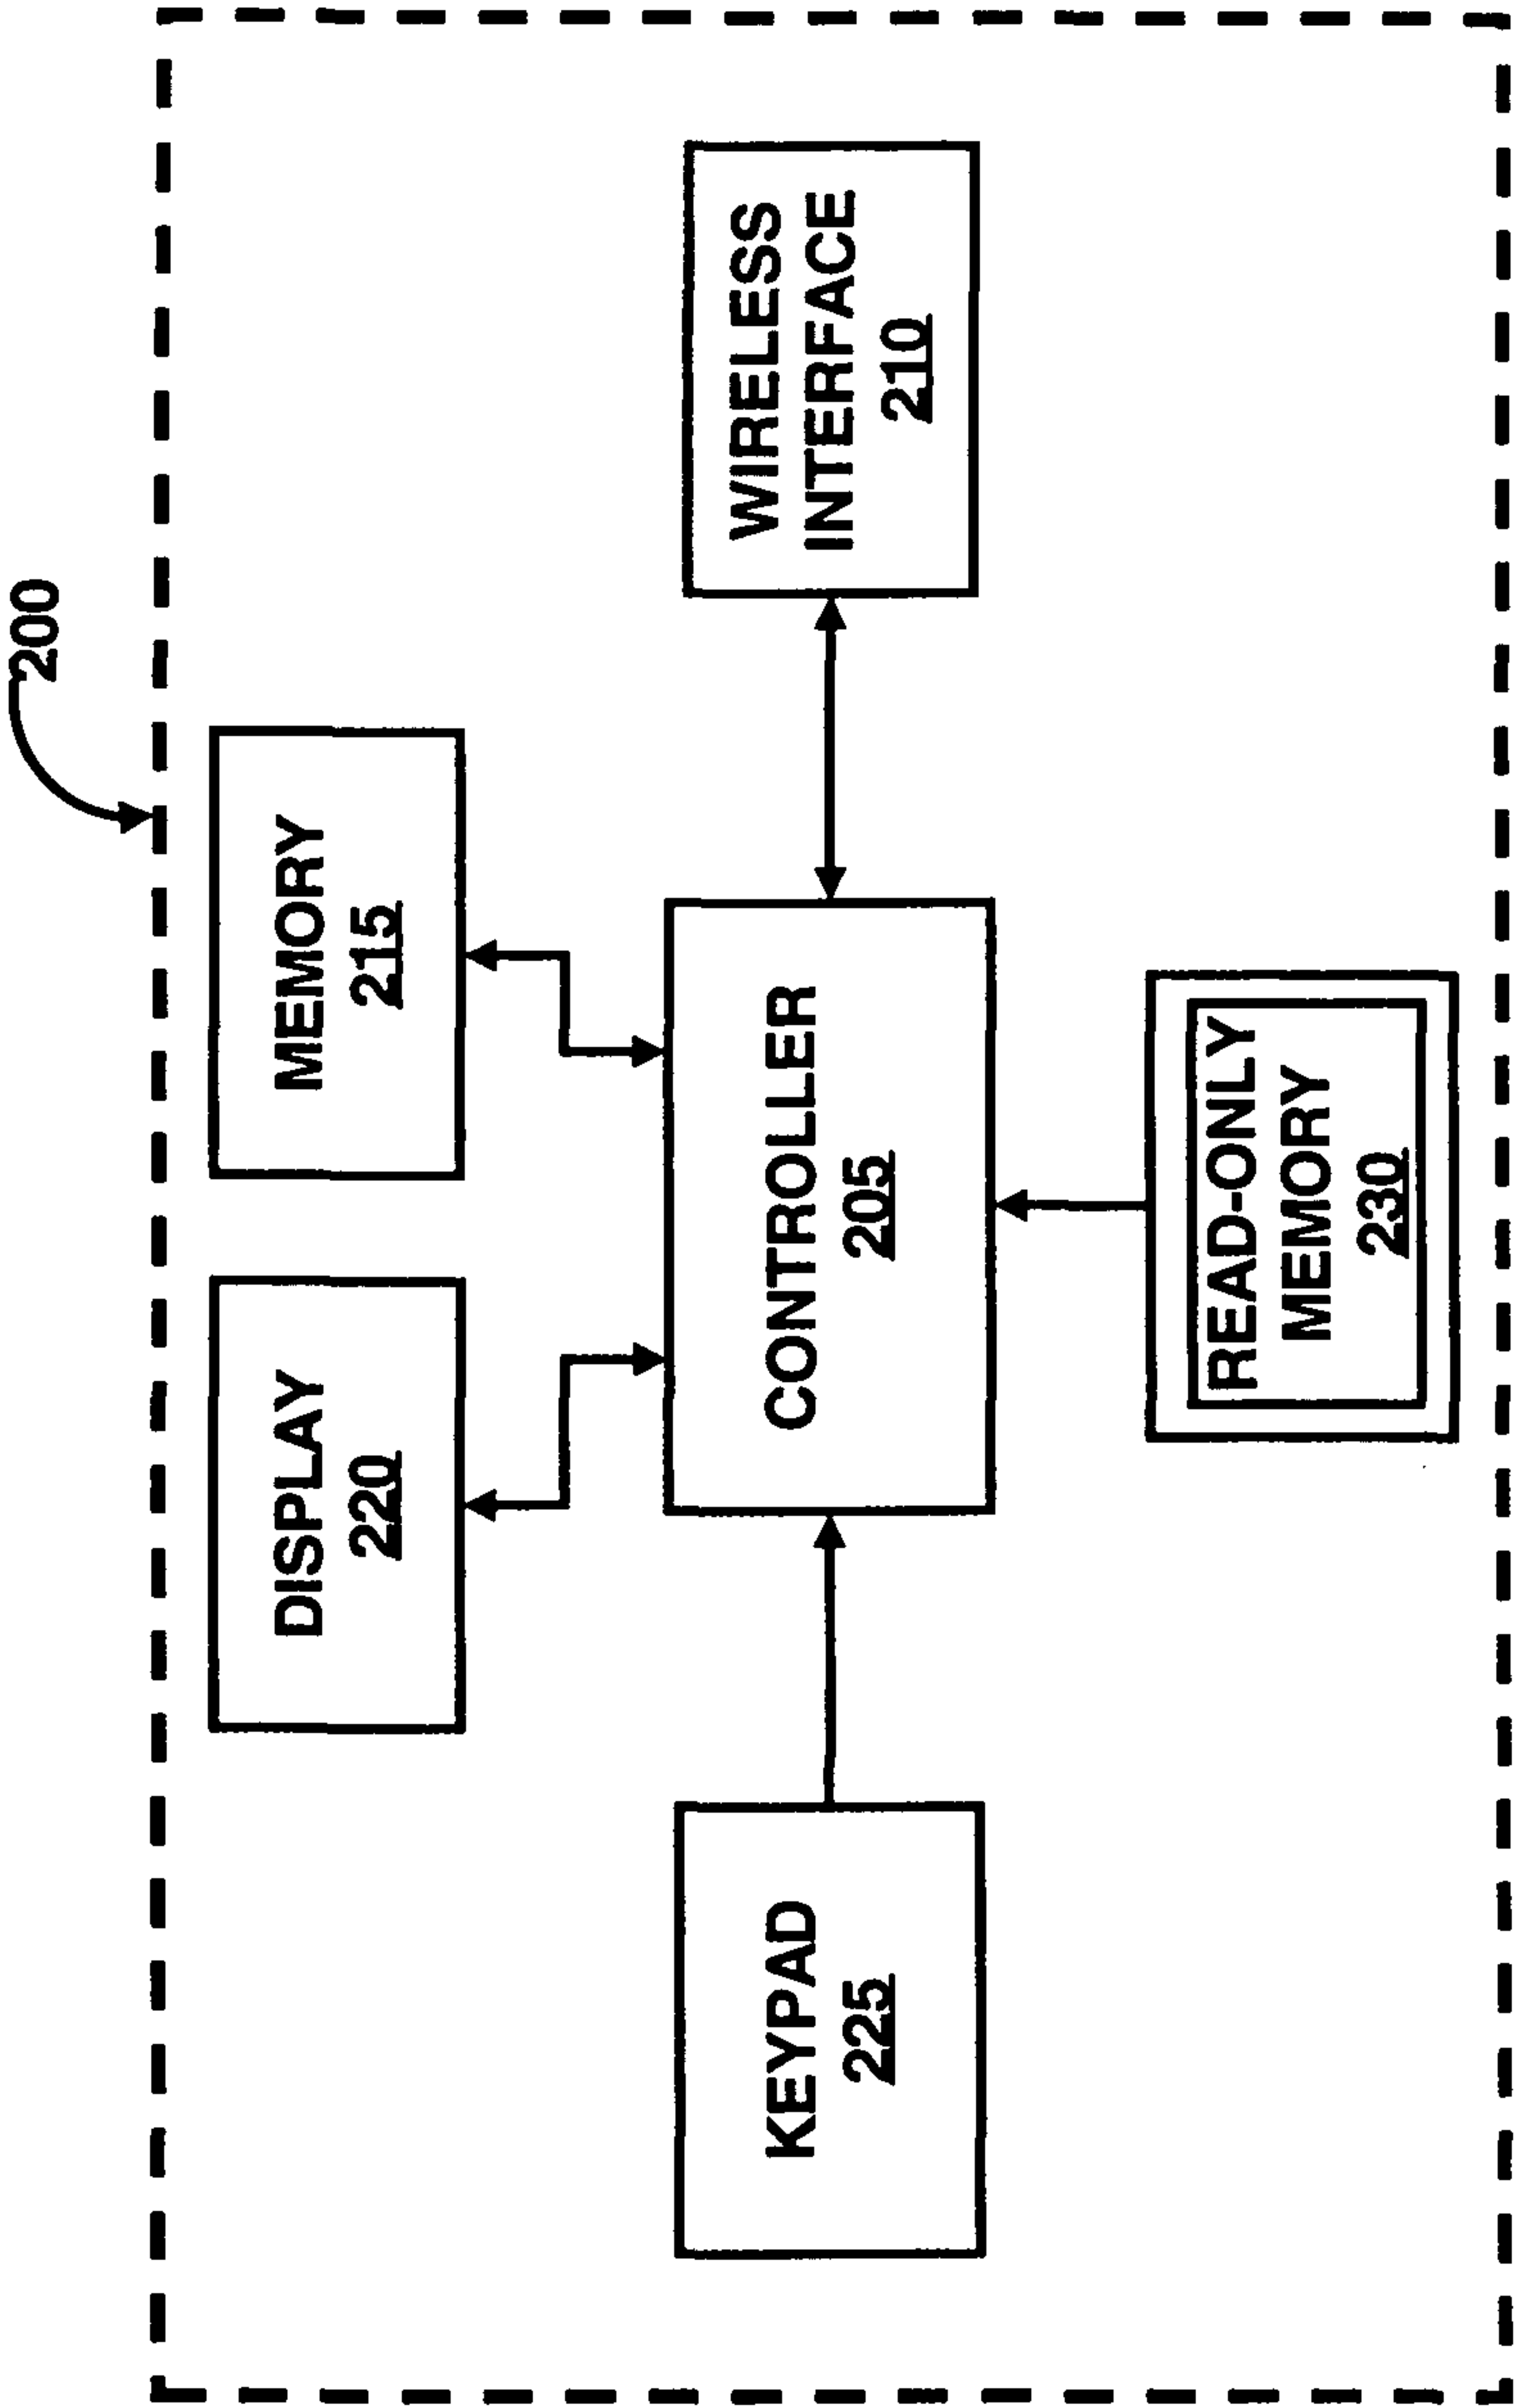 200
DISPLAY
220
MEMORY
215
KEYPAD
225
CONTROLLER
205
WIRELESS
INTERFACE
210
READ-ONLY
MEMORY
230